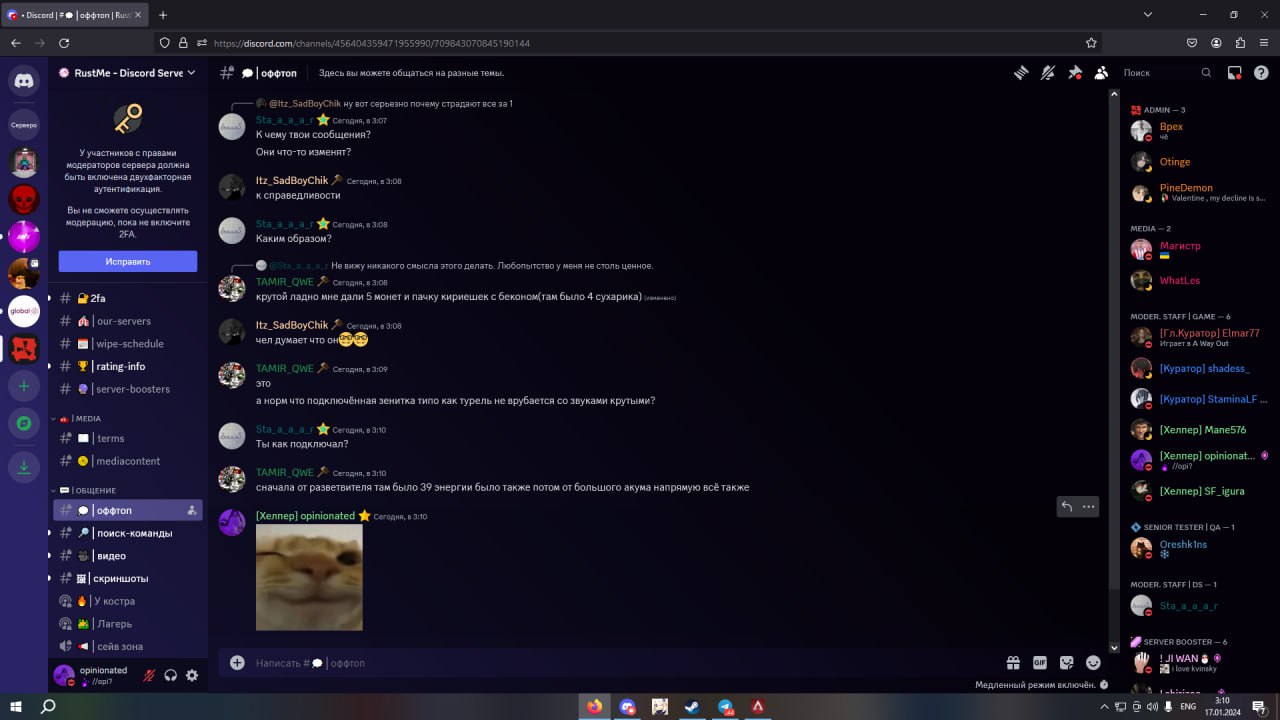 • Discord | # | оффтоп | Rust
https://discord.com/channels/456404359471955990/709843070845190144
Серверо
global
RustMe - Discord Serve
У участников с правами
модераторов сервера должна
быть включена двухфакторная
аутентификация.
Вы не сможете осуществлять
модерацию, пока не включите
2FA.
Исправить
2fa
| our-servers
| wipe-schedule
| rating-info
| server-boosters
| MEDIA
| terms
| mediacontent
| ОБЩЕНИЕ
| оффтоп
| поиск-команды
| видео
| скриншоты
| У костра
| Лагерь
| сейв зона
opinionated
//opi?
| оффтоп
Здесь вы можете общаться на разные темы.
Поиск
@Itz_SadBoyChik ну вот серьезно почему страдают все за 1
Sta_a_a_a_r Сегодня, в 3:07
К чему твои сообщения?
Они что-то изменят?
Itz_SadBoyChik Сегодня, в 3:08
к справедливости
Sta_a_a_a_r Сегодня, в 3:08
Каким образом?
@Sta_a_a_a_r Не вижу никакого смысла этого делать. Любопытство у меня не столь ценное.
TAMIR_QWE Сегодня, в 3:08
крутой ладно мне дали 5 монет и пачку кириешек с беконом(там было 4 сухарика) (изменено)
Itz_SadBoyChik Сегодня, в 3:08
чел думает что он
TAMIR_QWE Сегодня, в 3:09
это
а норм что подключённая зенитка типо как турель не врубается со звуками крутыми?
Sta_a_a_a_r Сегодня, в 3:10
Ты как подключал?
TAMIR_QWE Сегодня, в 3:10
сначала от разветвителя там было 39 энергии было также потом от большого акума напрямую всё также
[Хелпер] opinionated Сегодня, в 3:10
Написать # | оффтоп
GIF
Медленный режим включён.
ADMIN — 3
Врех
чё
Otinge
PineDemon
Valentine , my decline is s...
MEDIA — 2
Магистр
WhatLes
MODER. STAFF | GAME — 6
[Гл.Куратор] Elmar77
Играет в A Way Out
[Куратор] shadess_
[Куратор] StaminaLF ...
[Хелпер] Mane576
[Хелпер] opinionat...
//opi?
[Хелпер] SF_igura
SENIOR TESTER | QA — 1
Oreshk1ns
MODER. STAFF | DS — 1
Sta_a_a_a_r
SERVER BOOSTER — 6
! JI WAN
i love kvinsky
ENG
3:10
17.01.2024